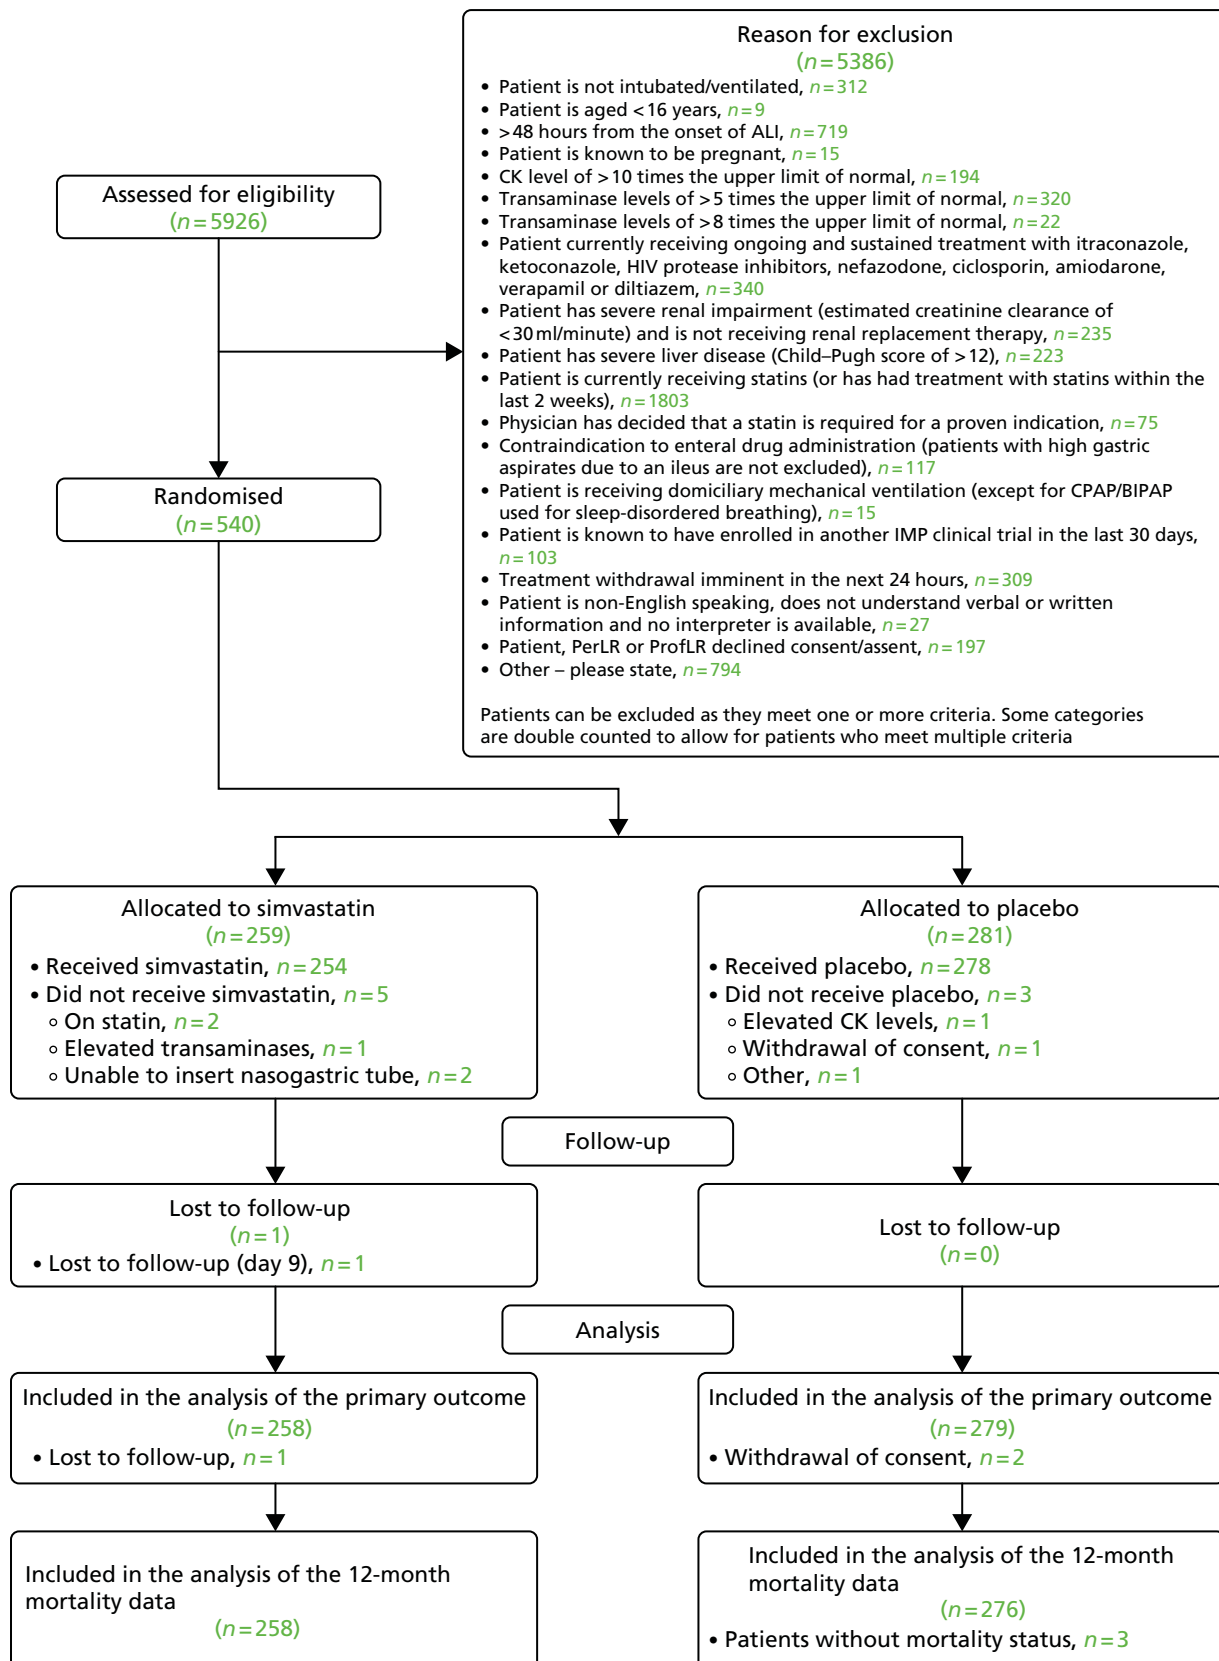 Reason for exclusion
(n=5386)
• Patient is not intubated/ventilated, n=312
• Patient is aged <16 years, n=9
• >48 hours from the onset of ALI, n=719
• Patient is known to be pregnant, n=15
• CK level of >10 times the upper limit of normal, n=194
• Transaminase levels of >5 times the upper limit of normal, n=320
• Transaminase levels of >8 times the upper limit of normal, n=22
• Patient currently receiving ongoing and sustained treatment with itraconazole,
ketoconazole, HIV protease inhibitors, nefazodone, ciclosporin, amiodarone,
verapamil or diltiazem, n=340
• Patient has severe renal impairment (estimated creatinine clearance of
<30 ml/minute) and is not receiving renal replacement therapy, n=235
• Patient has severe liver disease (Child–Pugh score of >12), n=223
• Patient is currently receiving statins (or has had treatment with statins within the
last 2 weeks), n=1803
• Physician has decided that a statin is required for a proven indication, n=75
• Contraindication to enteral drug administration (patients with high gastric
aspirates due to an ileus are not excluded), n=117
• Patient is receiving domiciliary mechanical ventilation (except for CPAP/BIPAP
used for sleep-disordered breathing), n=15
• Patient is known to have enrolled in another IMP clinical trial in the last 30 days,
n=103
• Treatment withdrawal imminent in the next 24 hours, n=309
• Patient is non-English speaking, does not understand verbal or written
information and no interpreter is available, n=27
• Patient, PerLR or ProfLR declined consent/assent, n=197
• Other – please state, n=794
Patients can be excluded as they meet one or more criteria. Some categories
are double counted to allow for patients who meet multiple criteria
Assessed for eligibility
(n=5926)
Randomised
(n=540)
Allocated to simvastatin
(n=259)
• Received simvastatin, n=254
• Did not receive simvastatin, n=5
∘ On statin, n=2
∘ Elevated transaminases, n=1
∘ Unable to insert nasogastric tube, n=2
Allocated to placebo
(n=281)
• Received placebo, n=278
• Did not receive placebo, n=3
∘ Elevated CK levels, n=1
∘ Withdrawal of consent, n=1
∘ Other, n=1
Follow-up
Lost to follow-up
(n=1)
• Lost to follow-up (day 9), n=1
Lost to follow-up
(n=0)
Analysis
Included in the analysis of the primary outcome
(n=258)
• Lost to follow-up, n=1
Included in the analysis of the primary outcome
(n=279)
• Withdrawal of consent, n=2
Included in the analysis of the 12-month
mortality data
(n=258)
Included in the analysis of the 12-month
mortality data
(n=276)
• Patients without mortality status, n=3